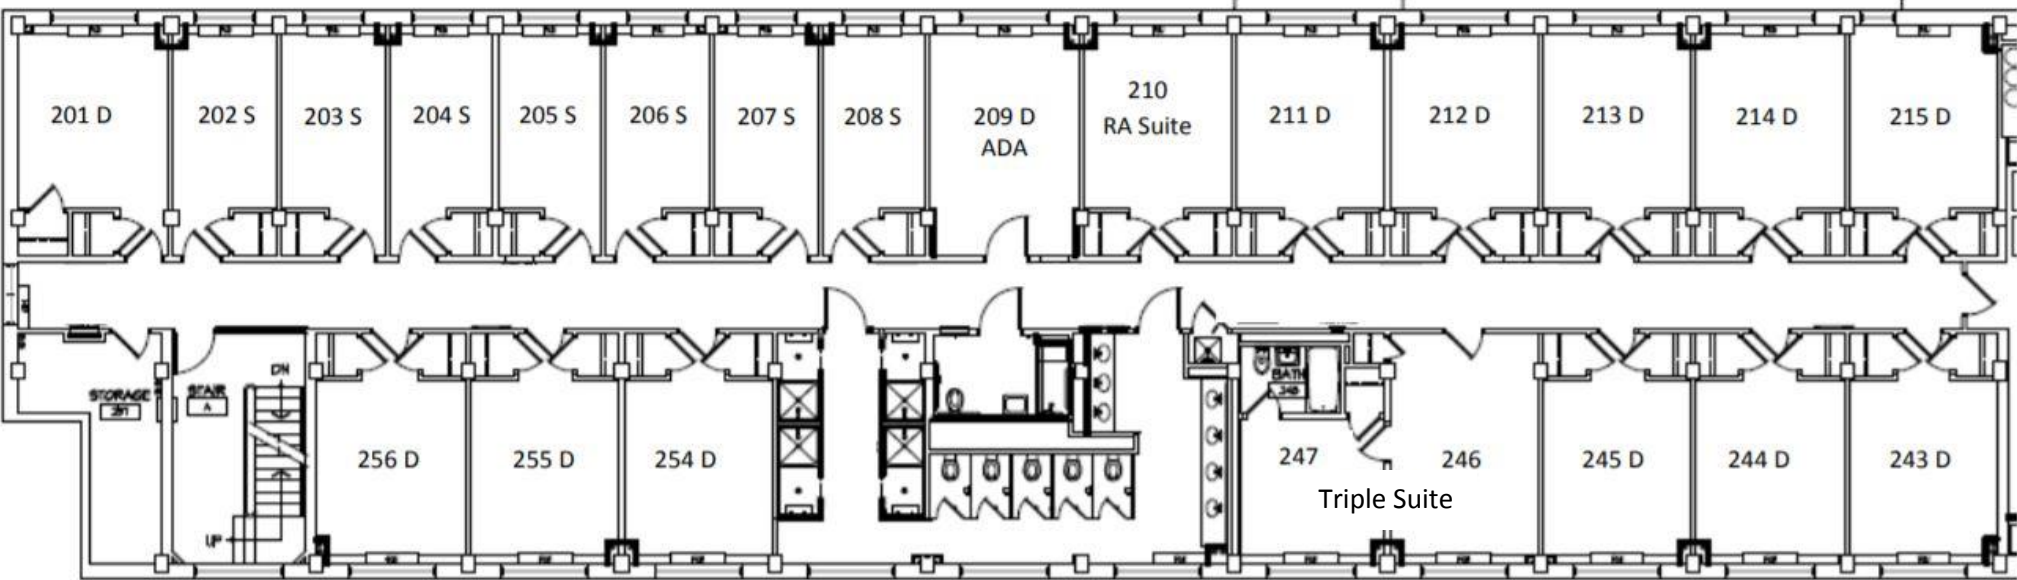 201 D
202 S
203 S
204 S
205 S
206 S
207 S
208 S
209 D
ADA
210
RA Suite
211 D
212 D
213 D
214 D
215 D
DN
STORAGE
STAIR
A
UP
256 D
255 D
254 D
BATH
247
246
Triple Suite
245 D
244 D
243 D